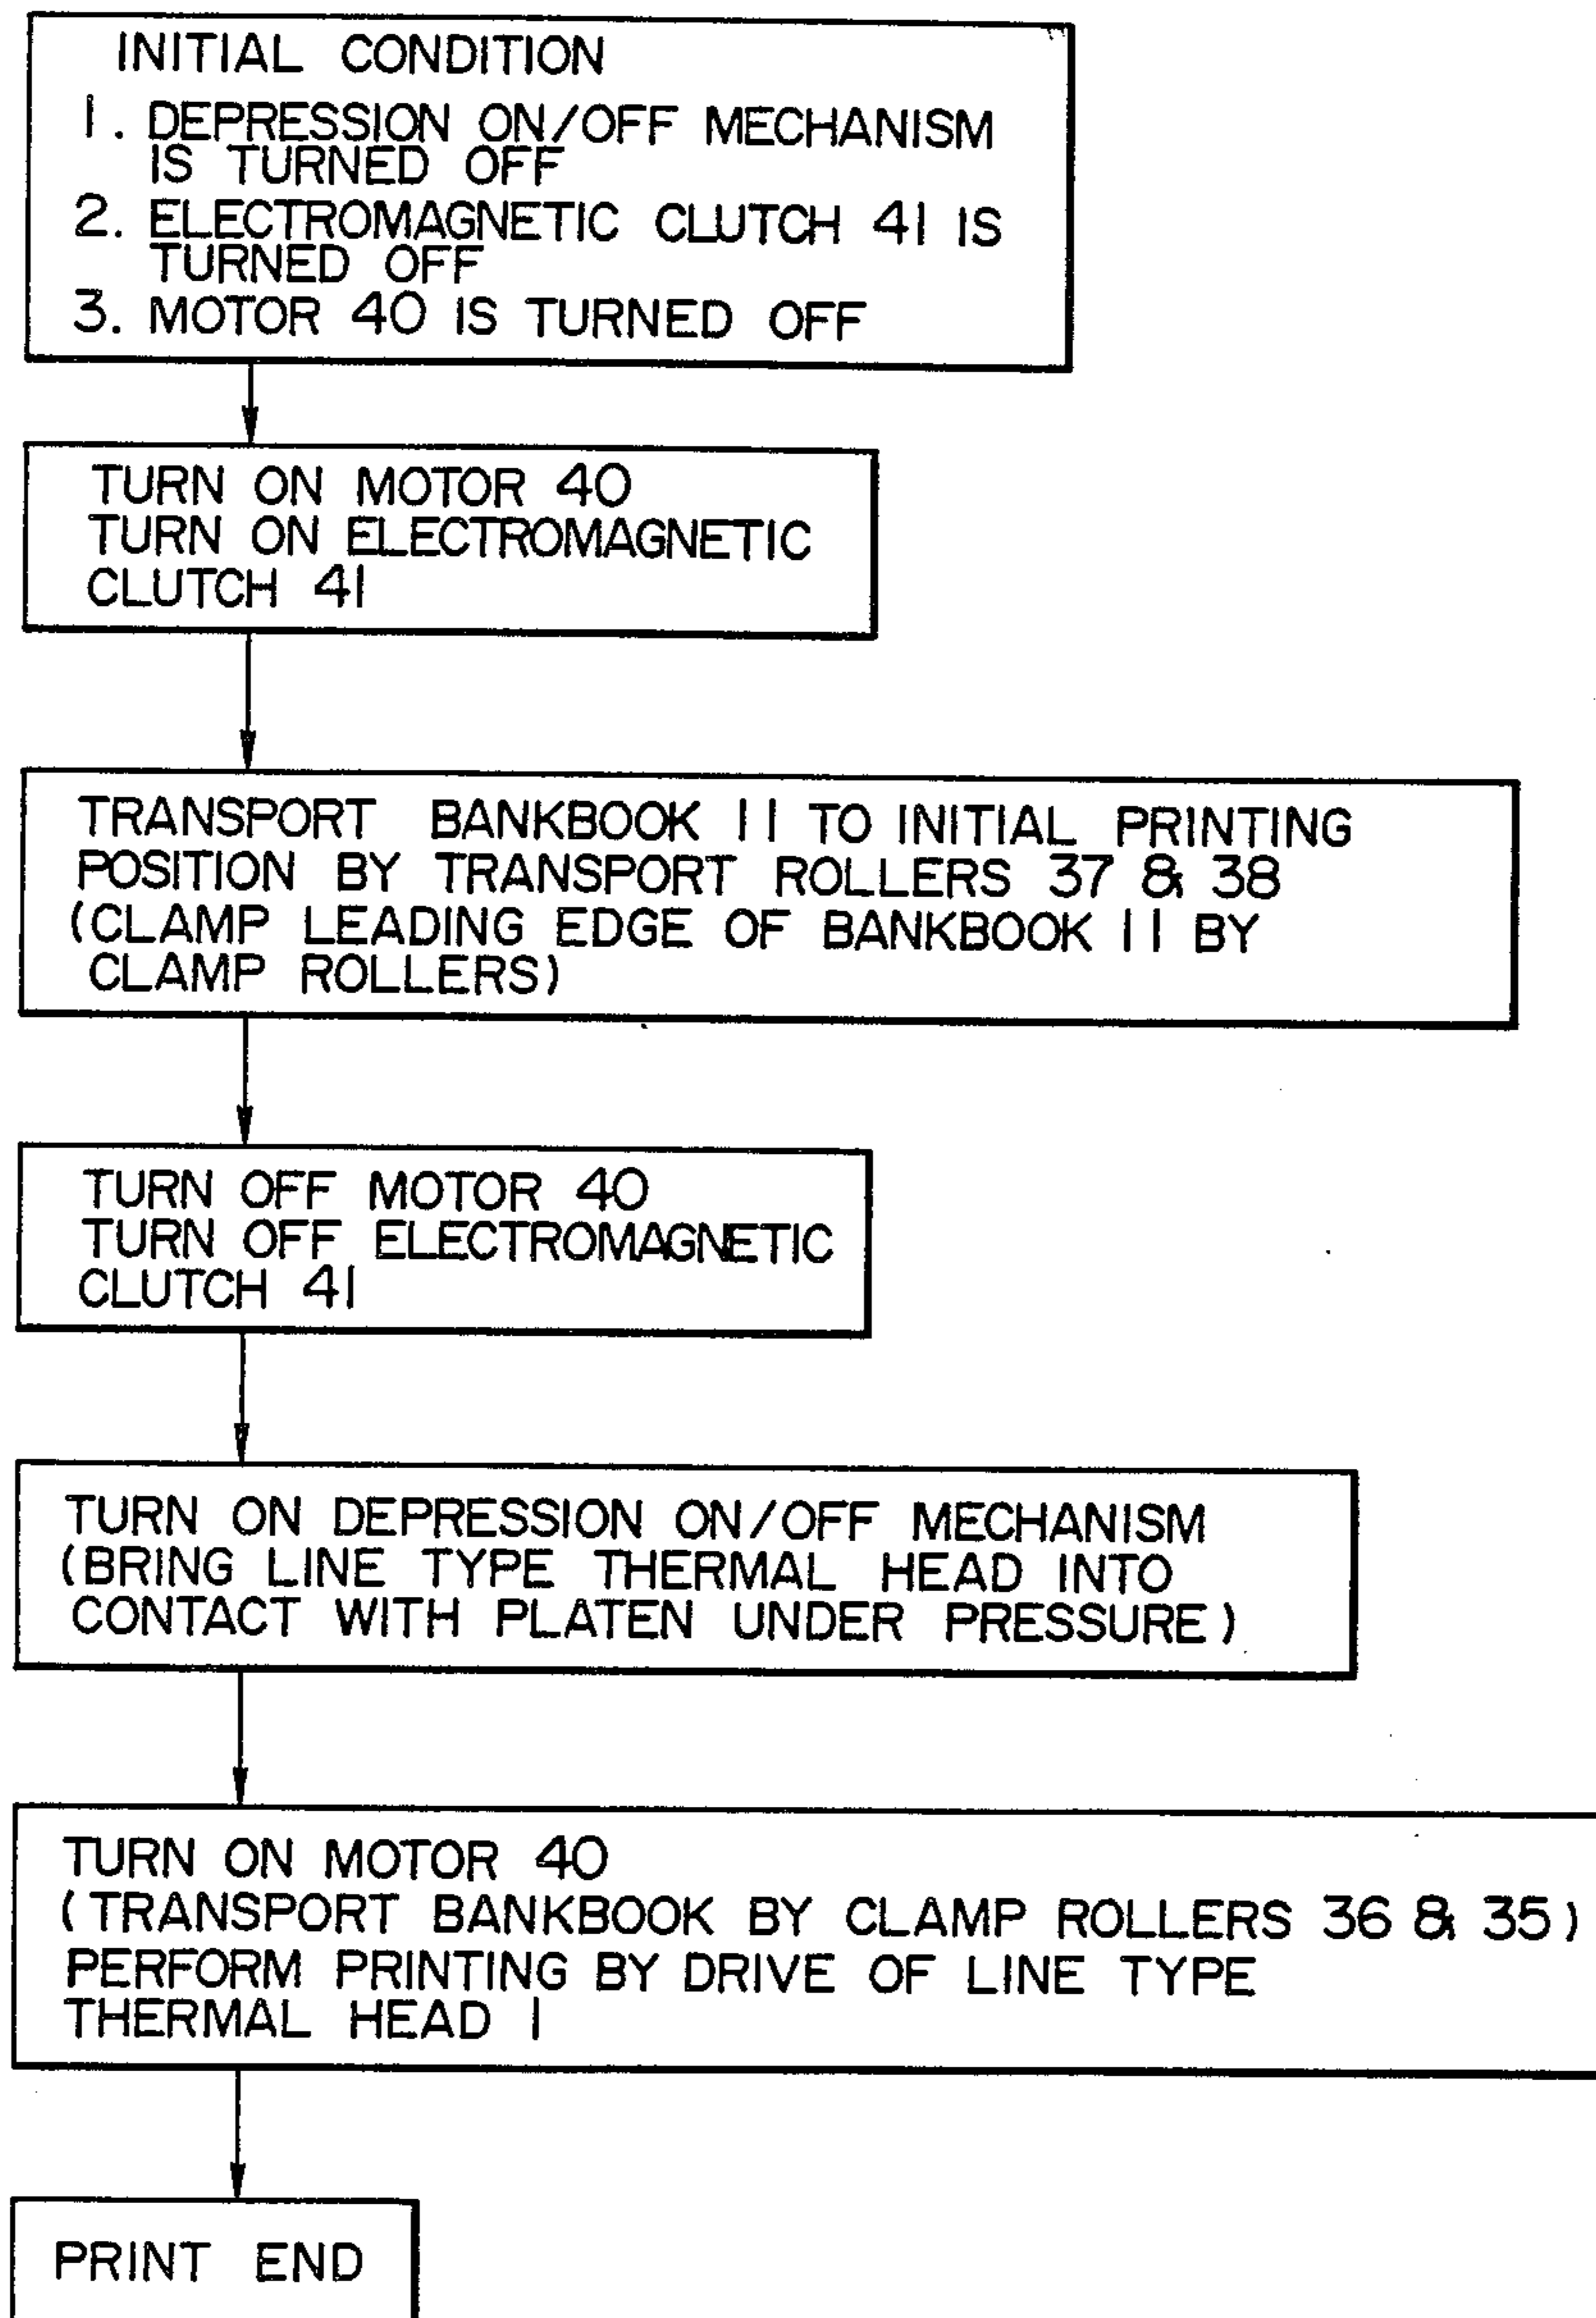 INITIAL CONDITION
1. DEPRESSION ON/OFF MECHANISM
IS TURNED OFF
2. ELECTROMAGNETIC CLUTCH 41 IS
TURNED OFF
3. MOTOR 40 IS TURNED OFF
TURN ON MOTOR 40
TURN ON ELECTROMAGNETIC
CLUTCH 41
TRANSPORT BANKBOOK 11 TO INITIAL PRINTING
POSITION BY TRANSPORT ROLLERS 37 & 38
(CLAMP LEADING EDGE OF BANKBOOK 11 BY
CLAMP ROLLERS)
TURN OFF MOTOR 40
TURN OFF ELECTROMAGNETIC
CLUTCH 41
TURN ON DEPRESSION ON/OFF MECHANISM
(BRING LINE TYPE THERMAL HEAD INTO
CONTACT WITH PLATEN UNDER PRESSURE)
TURN ON MOTOR 40
(TRANSPORT BANKBOOK BY CLAMP ROLLERS 36 & 35)
PERFORM PRINTING BY DRIVE OF LINE TYPE
THERMAL HEAD 1
PRINT END